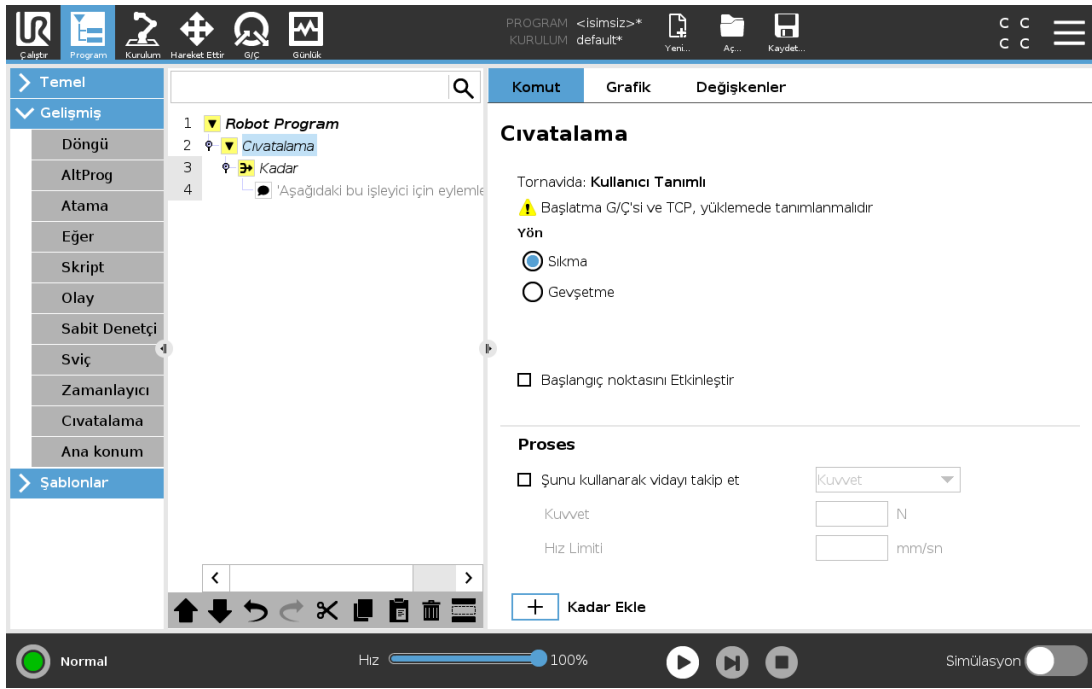 UR
PROGRAM <isimsiz>*
KURULUM default*
C C
C C
Çalıştır
Program
Kurulum
Hareket Ettir
G/Ç
Günlük
Yeni...
Aç...
Kaydet...
Temel
Gelişmiş
Döngü
AltProg
Atama
Eğer
Skript
Olay
Sabit Denetçi
Sviç
Zamanlayıcı
Cıvatalama
Ana konum
Şablonlar
1 Robot Program
2 Cıvatalama
3 Kadar
4 'Aşağıdaki bu işleyici için eylemle
Komut
Grafik
Değişkenler
Cıvatalama
Tornavida: Kullanıcı Tanımlı
Başlatma G/Ç'si ve TCP, yüklemede tanımlanmalıdır
Yön
Sıkma
Gevşetme
Başlangıç noktasını Etkinleştir
Proses
Şunu kullanarak vidayı takip et
Kuvvet
Kuvvet N
Hız Limiti mm/sn
Kadar Ekle
Normal
Hız 100%
Simülasyon